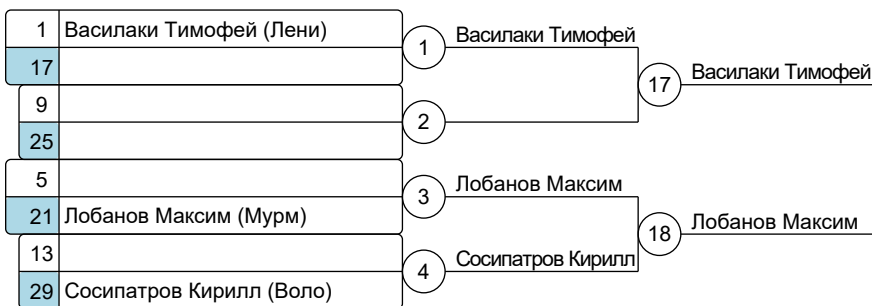 1 Василаки Тимофей (Лени)
17
9
25
5
21 Лобанов Максим (Мурм)
13
29 Сосипатров Кирилл (Воло)
1 Василаки Тимофей
2
3 Лобанов Максим
4 Сосипатров Кирилл
17 Василаки Тимофей
18 Лобанов Максим